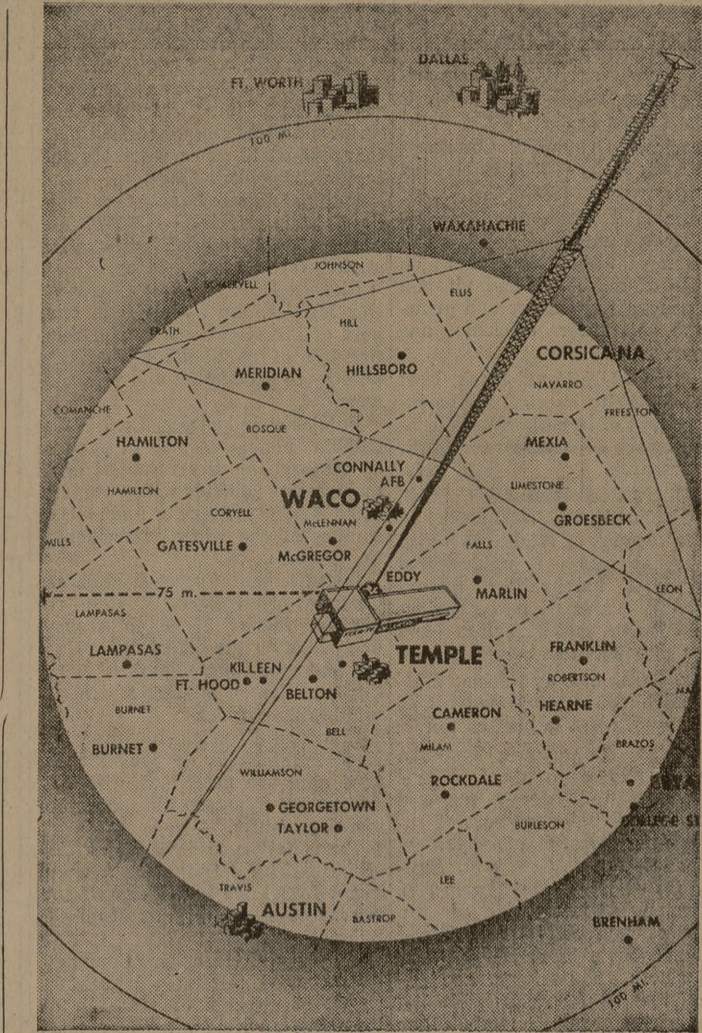 DALLAS
FT. WORTH
100 MI.
WAXAHACHIE
JOHNSON
SOMERVELL
ELLIS
HILL
ERATH
CORSICANA
HILLSBORO
MERIDIAN
NAVARRO
COMANCHE
FREESTONE
BOSQUE
HAMILTON
MEXIA
CONNALLY
AFB
HAMILTON
LIMESTONE
WACO
CORYELL
GROESBECK
McLENNAN
MILLS
GATESVILLE
McGREGOR
FALLS
EDDY
LEON
75 m.
MARLIN
LAMPASAS
LAMPASAS
TEMPLE
FRANKLIN
KILLEEN
FT. HOOD
ROBERTSON
BELTON
BURNET
HEARNE
CAMERON
BELL
BURNET
MILAM
BRAZOS
WILLIAMSON
ROCKDALE
GEORGETOWN
TAYLOR
BURLESON
TRAVIS
LEE
AUSTIN
BASTROP
BRENHAM
100 MI.